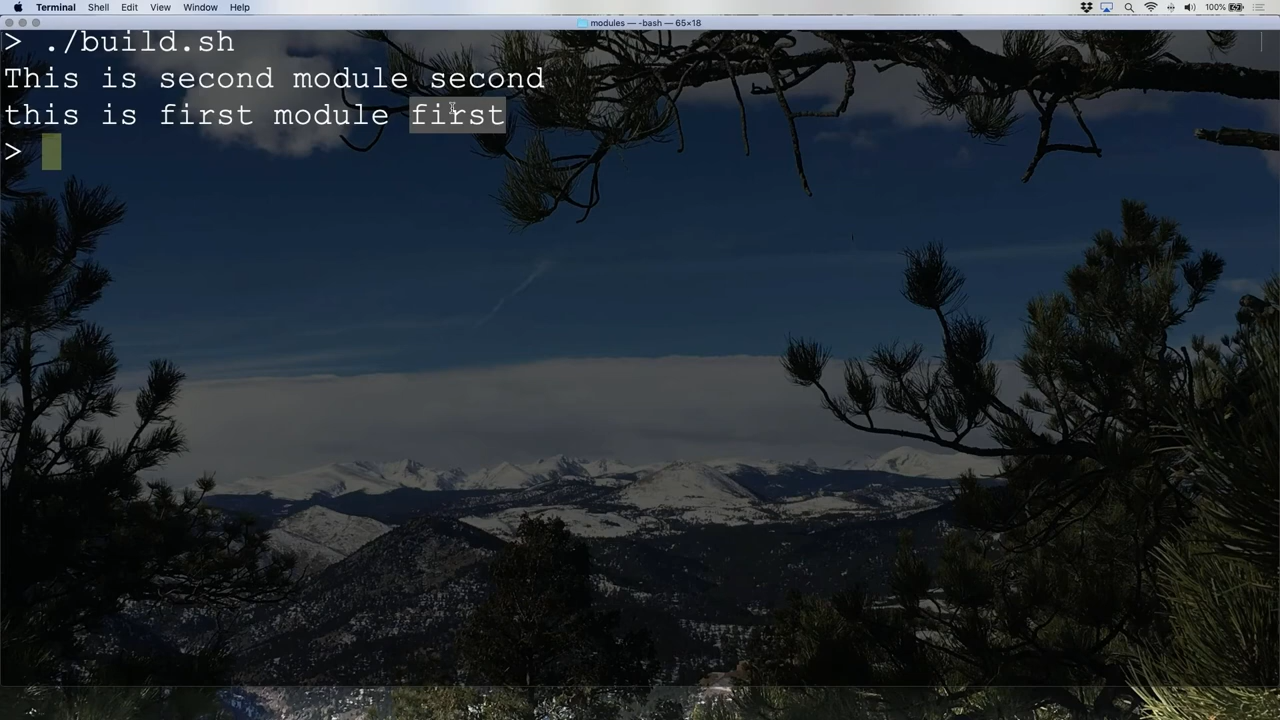 Terminal Shell Edit View Window Help 100%
modules — -bash — 65×18
> ./build.sh
This is second module second
this is first module first
>